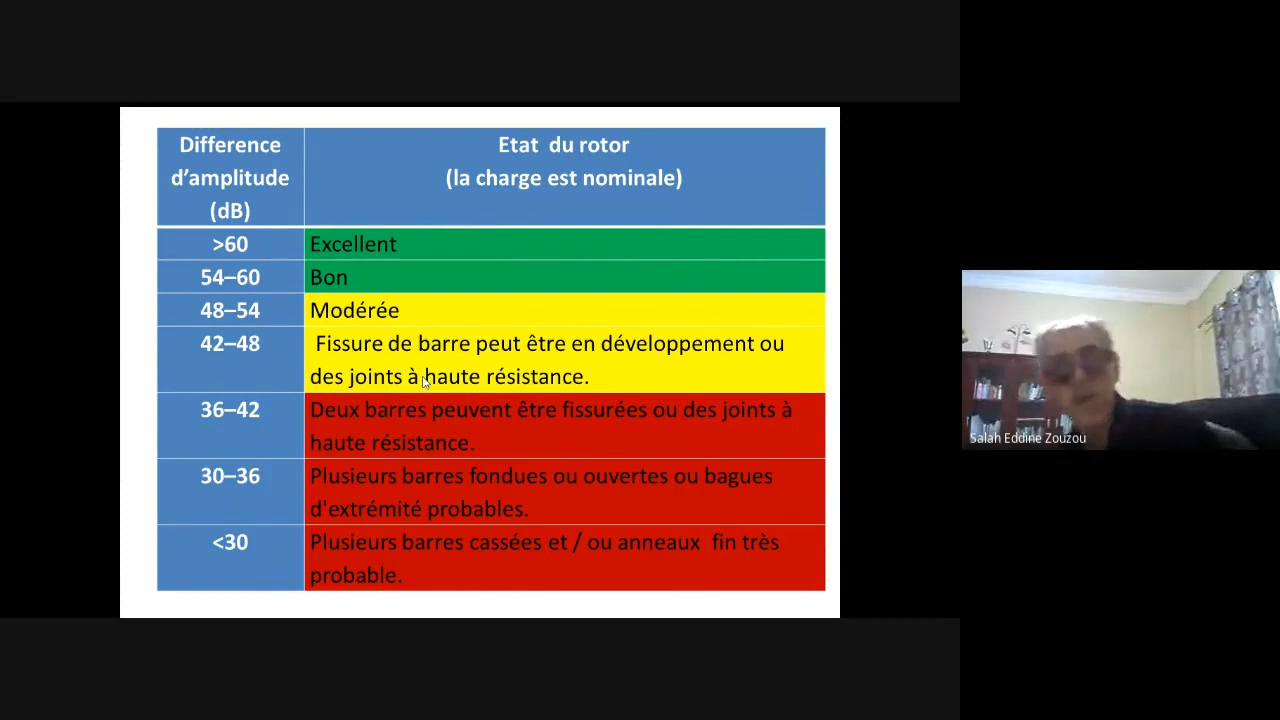 Difference
d’amplitude
(dB)
Etat du rotor
(la charge est nominale)
>60
Excellent
54–60
Bon
48–54
Modérée
42–48
Fissure de barre peut être en développement ou
des joints à haute résistance.
36–42
Deux barres peuvent être fissurées ou des joints à
haute résistance.
30–36
Plusieurs barres fondues ou ouvertes ou bagues
d'extrémité probables.
<30
Plusieurs barres cassées et / ou anneaux fin très
probable.
Salah Eddine Zouzou